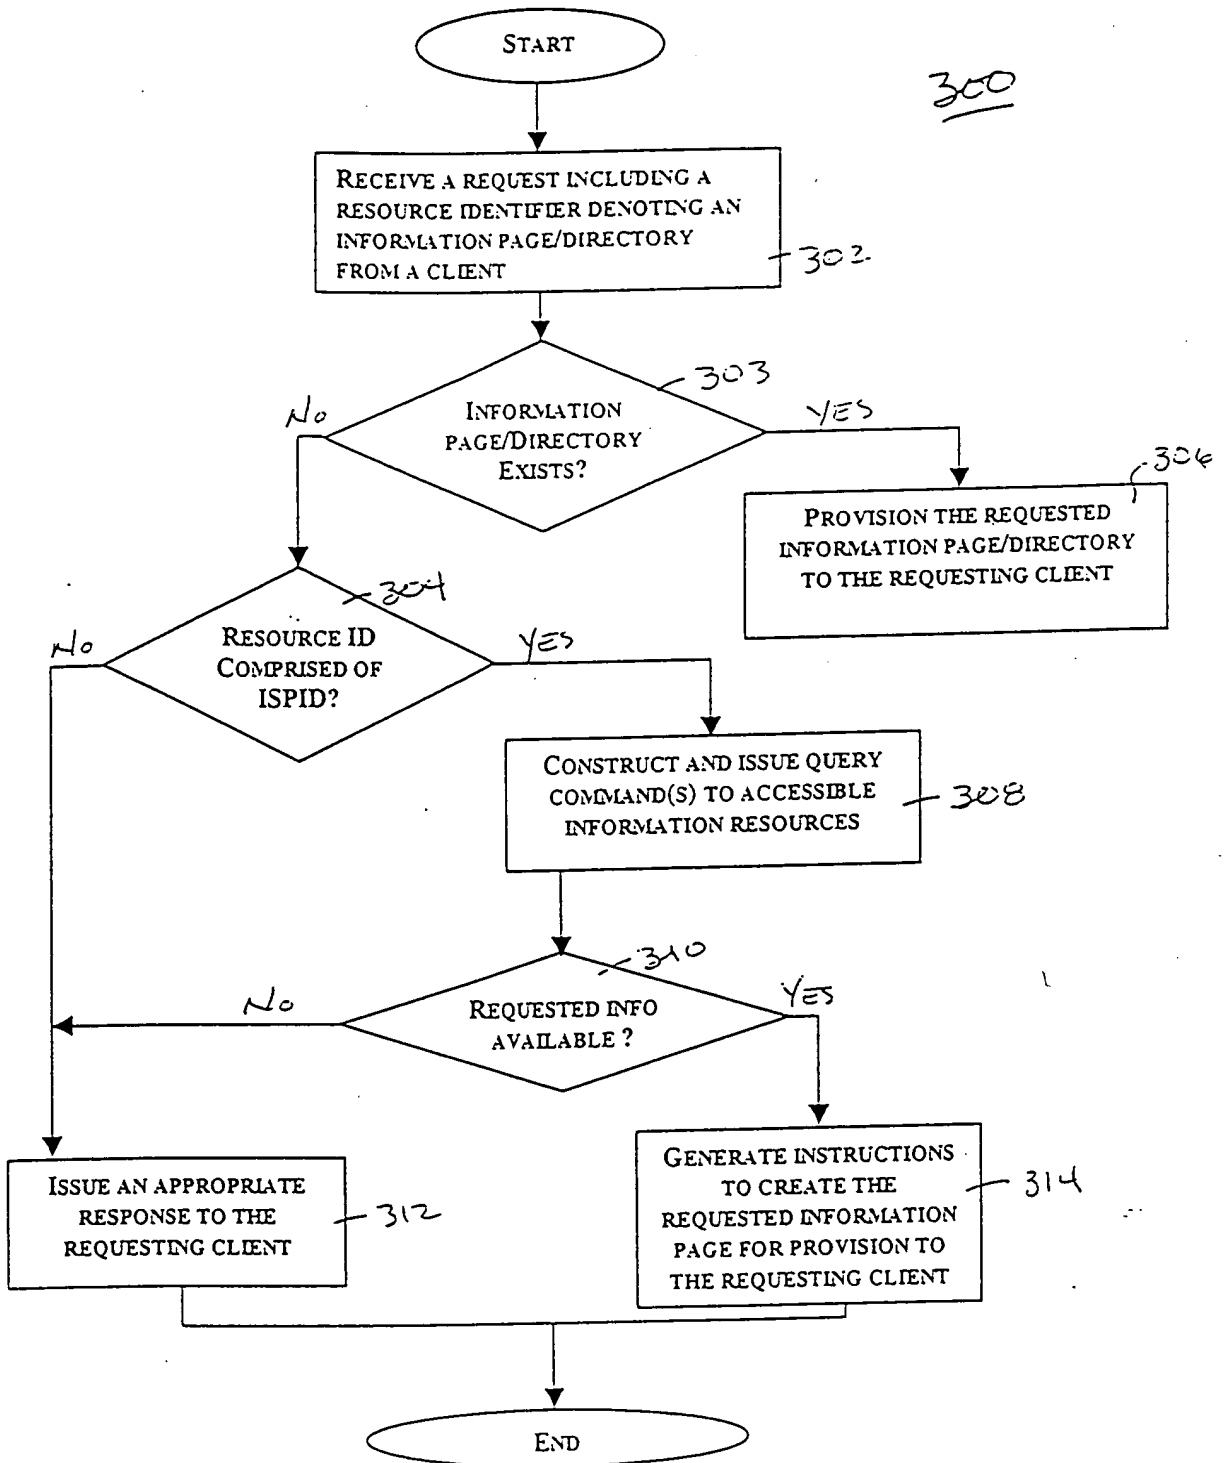 START
300
RECEIVE A REQUEST INCLUDING A
RESOURCE IDENTIFIER DENOTING AN
INFORMATION PAGE/DIRECTORY
FROM A CLIENT
302
303
No
INFORMATION
PAGE/DIRECTORY
EXISTS?
YES
306
PROVISION THE REQUESTED
INFORMATION PAGE/DIRECTORY
TO THE REQUESTING CLIENT
304
No
RESOURCE ID
COMPRISED OF
ISPID?
YES
CONSTRUCT AND ISSUE QUERY
COMMAND(S) TO ACCESSIBLE
INFORMATION RESOURCES
308
310
No
REQUESTED INFO
AVAILABLE ?
YES
ISSUE AN APPROPRIATE
RESPONSE TO THE
REQUESTING CLIENT
312
GENERATE INSTRUCTIONS
TO CREATE THE
REQUESTED INFORMATION
PAGE FOR PROVISION TO
THE REQUESTING CLIENT
314
END